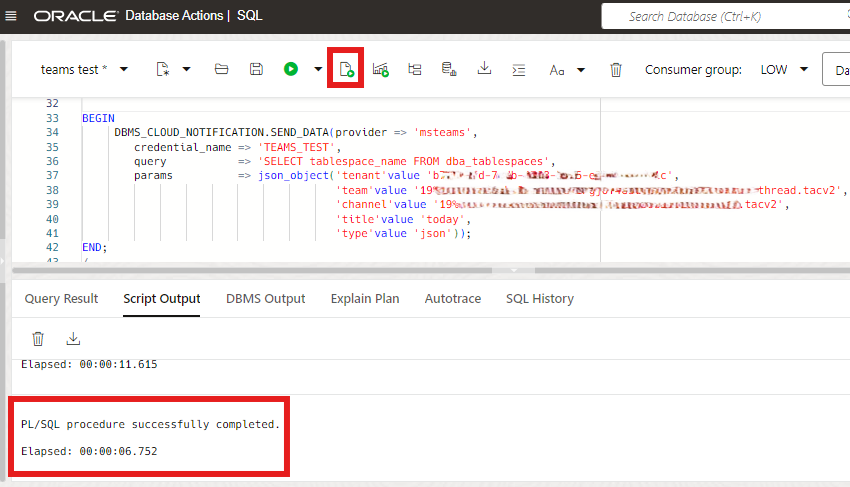 ORACLE Database Actions | SQL
Search Database (Ctrl+K)
teams test *
Aa
Consumer group: LOW
Da
32
33 BEGIN
34 DBMS_CLOUD_NOTIFICATION.SEND_DATA(provider => 'msteams',
35 credential_name => 'TEAMS_TEST',
36 query => 'SELECT tablespace_name FROM dba_tablespaces',
37 params => json_object('tenant'value
38 'team'value '19% thread.tacv2',
39 'channel'value '19% .tacv2',
40 'title'value 'today',
41 'type'value 'json'));
42 END;
43 /
Query Result Script Output DBMS Output Explain Plan Autotrace SQL History
Elapsed: 00:00:11.615
PL/SQL procedure successfully completed.
Elapsed: 00:00:06.752